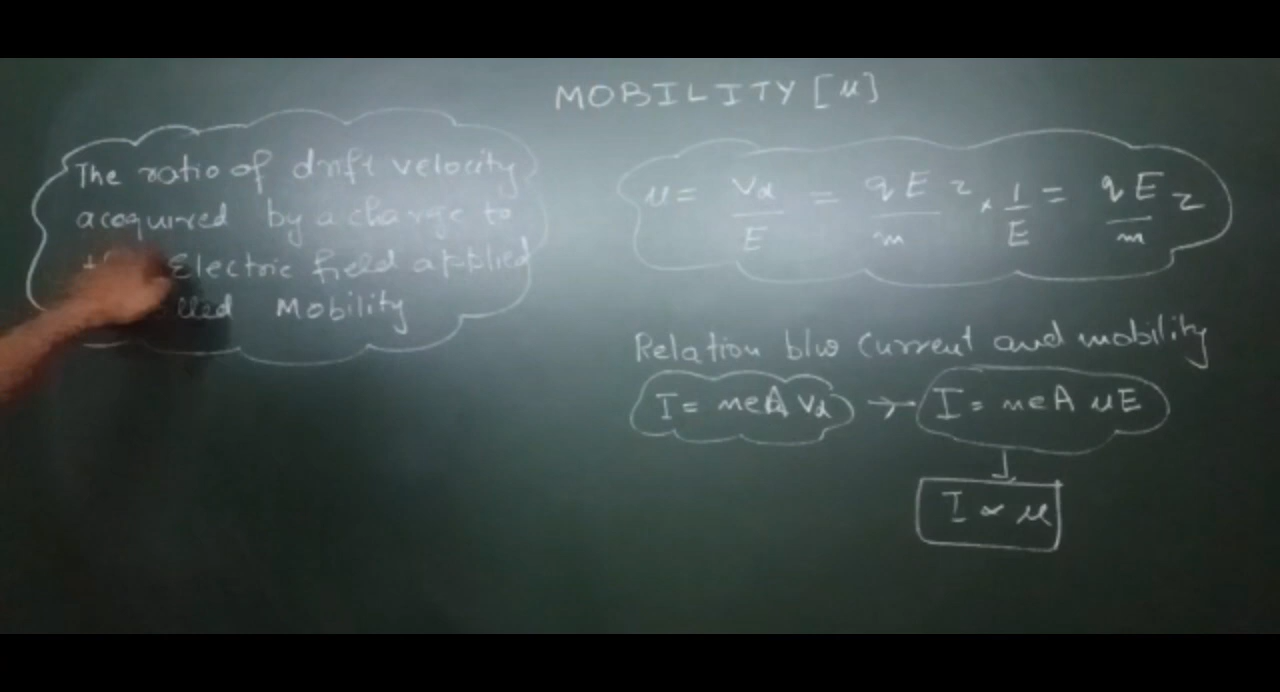 MOBILITY [μ]
The ratio of drift velocity
acquired by a charge to
Electric field applied
Mobility
μ = Vd/E = qEτ/m × 1/E = qEτ/m
Relation b/w Current and mobility
I = neA Vd → I = neA μE
↓
I ∝ μ